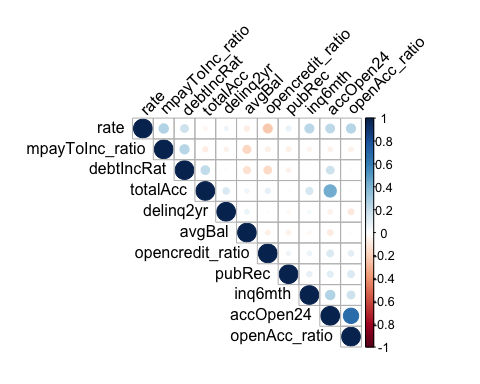 rate
mpayToInc_ratio
debtIncRat
totalAcc
delinq2yr
avgBal
opencredit_ratio
pubRec
inq6mth
accOpen24
openAcc_ratio
rate
mpayToInc_ratio
debtIncRat
totalAcc
delinq2yr
avgBal
opencredit_ratio
pubRec
inq6mth
accOpen24
openAcc_ratio
1
0.8
0.6
0.4
0.2
0
0.2
0.4
0.6
0.8
-1